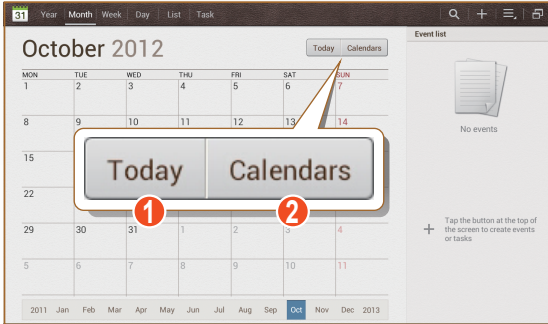 31 Year Month Week Day List Task
October 2012
Today Calendars
Event list
MON TUE WED THU FRI SAT SUN
1 2 3 4 5 6 7
8 9 10 11 12 13 14
No events
Today Calendars
1 2
15
22
29 30 31 1 2 3 4
Tap the button at the top of
the screen to create events
or tasks
5 6 7 8 9 10 11
2011 Jan Feb Mar Apr May Jun Jul Aug Sep Oct Nov Dec 2013